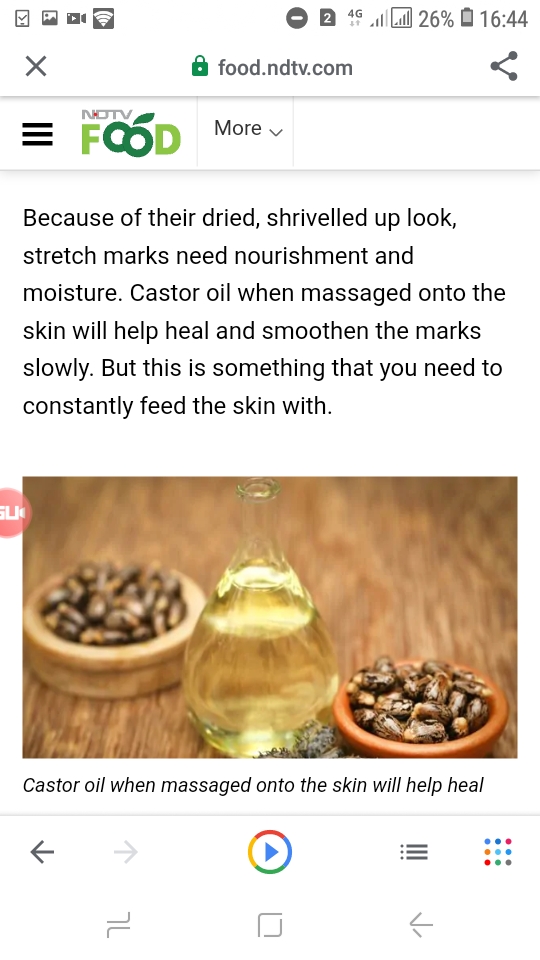 2 4G 26% 16:44
food.ndtv.com
NDTV
FOOD
More
Because of their dried, shrivelled up look,
stretch marks need nourishment and
moisture. Castor oil when massaged onto the
skin will help heal and smoothen the marks
slowly. But this is something that you need to
constantly feed the skin with.
Castor oil when massaged onto the skin will help heal